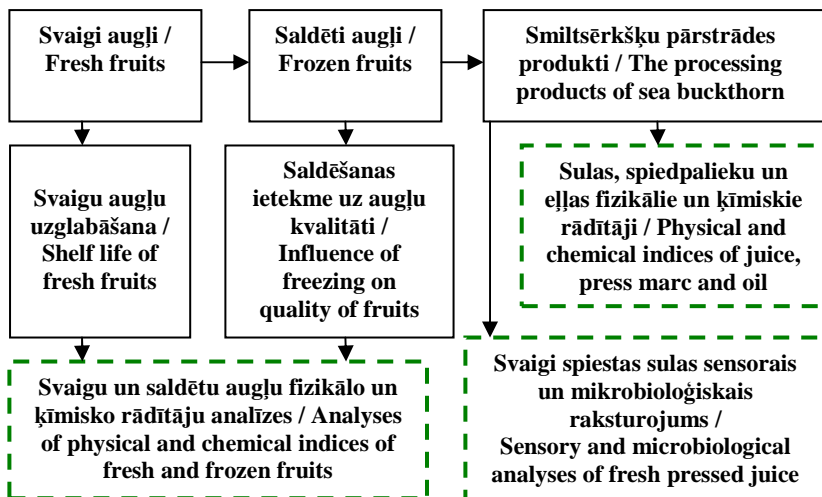 Svaigi augļi /
Fresh fruits
Saldēti augļi /
Frozen fruits
Smiltsērkšķu pārstrādes
produkti / The processing
products of sea buckthorn
Svaigu augļu
uzglabāšana /
Shelf life of
fresh fruits
Saldēšanas
ietekme uz augļu
kvalitāti /
Influence of
freezing on
quality of fruits
Sulas, spiedpalieku un
eļļas fizikālie un ķīmiskie
rādītāji / Physical and
chemical indices of juice,
press marc and oil
Svaigu un saldētu augļu fizikālo un
ķīmisko rādītāju analīzes / Analyses
of physical and chemical indices of
fresh and frozen fruits
Svaigi spiestas sulas sensorais
un mikrobioloģiskais
raksturojums /
Sensory and microbiological
analyses of fresh pressed juice